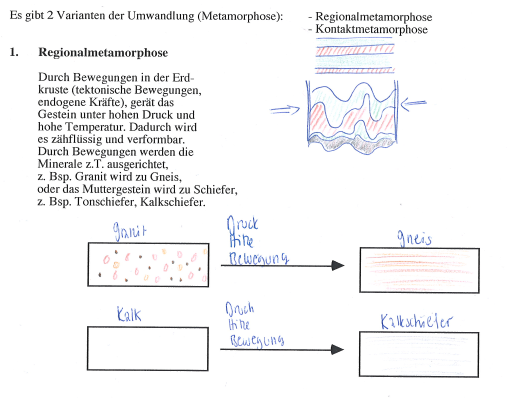 Es gibt 2 Varianten der Umwandlung (Metamorphose): - Regionalmetamorphose
- Kontaktmetamorphose
1. Regionalmetamorphose
Durch Bewegungen in der Erd-
kruste (tektonische Bewegungen,
endogene Kräfte), gerät das
Gestein unter hohen Druck und
hohe Temperatur. Dadurch wird
es zähflüssig und verformbar.
Durch Bewegungen werden die
Minerale z.T. ausgerichtet,
z. Bsp. Granit wird zu Gneis,
oder das Muttergestein wird zu Schiefer,
z. Bsp. Tonschiefer, Kalkschiefer.
Granit
Druck
Hitze
Bewegung
Gneis
Kalk
Druck
Hitze
Bewegung
Kalkschiefer